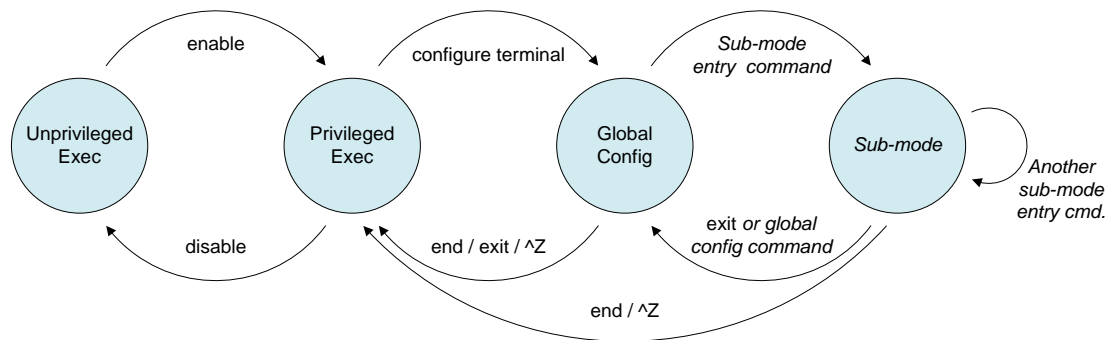 enable
configure terminal
Sub-mode
entry command
Unprivileged
Exec
Privileged
Exec
Global
Config
Sub-mode
Another
sub-mode
entry cmd.
disable
end / exit / ^Z
exit or global
config command
end / ^Z